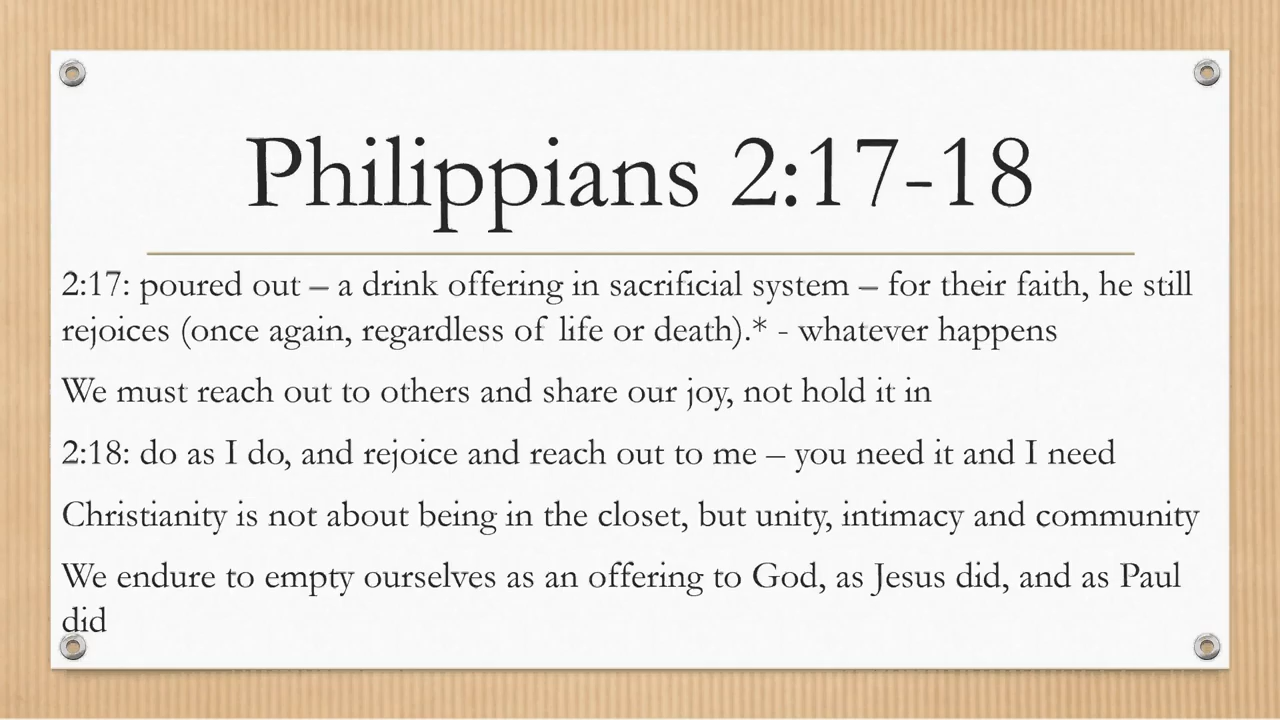 Philippians 2:17-18
2:17: poured out – a drink offering in sacrificial system – for their faith, he still
rejoices (once again, regardless of life or death).* - whatever happens
We must reach out to others and share our joy, not hold it in
2:18: do as I do, and rejoice and reach out to me – you need it and I need
Christianity is not about being in the closet, but unity, intimacy and community
We endure to empty ourselves as an offering to God, as Jesus did, and as Paul
did